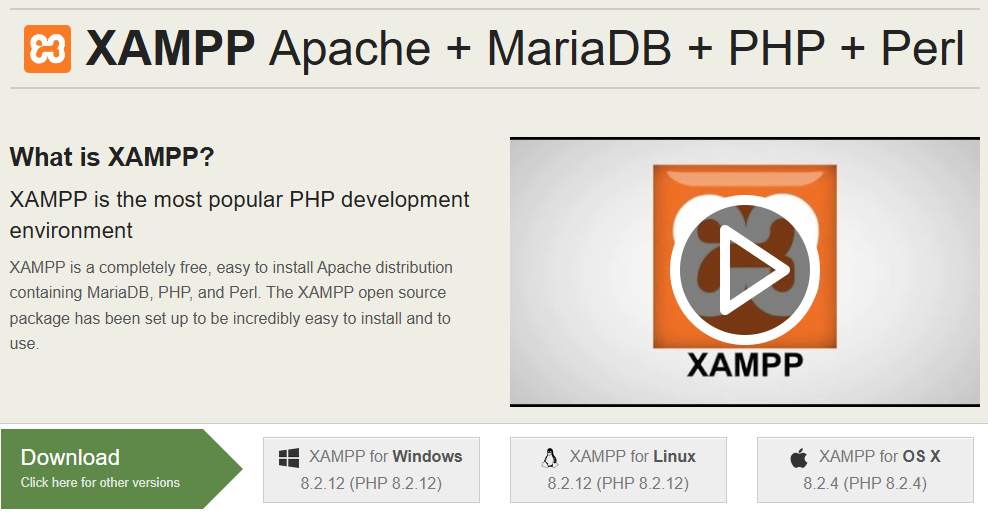 XAMPP Apache + MariaDB + PHP + Perl
What is XAMPP?
XAMPP is the most popular PHP development
environment
XAMPP is a completely free, easy to install Apache distribution
containing MariaDB, PHP, and Perl. The XAMPP open source
package has been set up to be incredibly easy to install and to
use.
XAMPP
Download
Click here for other versions
XAMPP for Windows
8.2.12 (PHP 8.2.12)
XAMPP for Linux
8.2.12 (PHP 8.2.12)
XAMPP for OS X
8.2.4 (PHP 8.2.4)